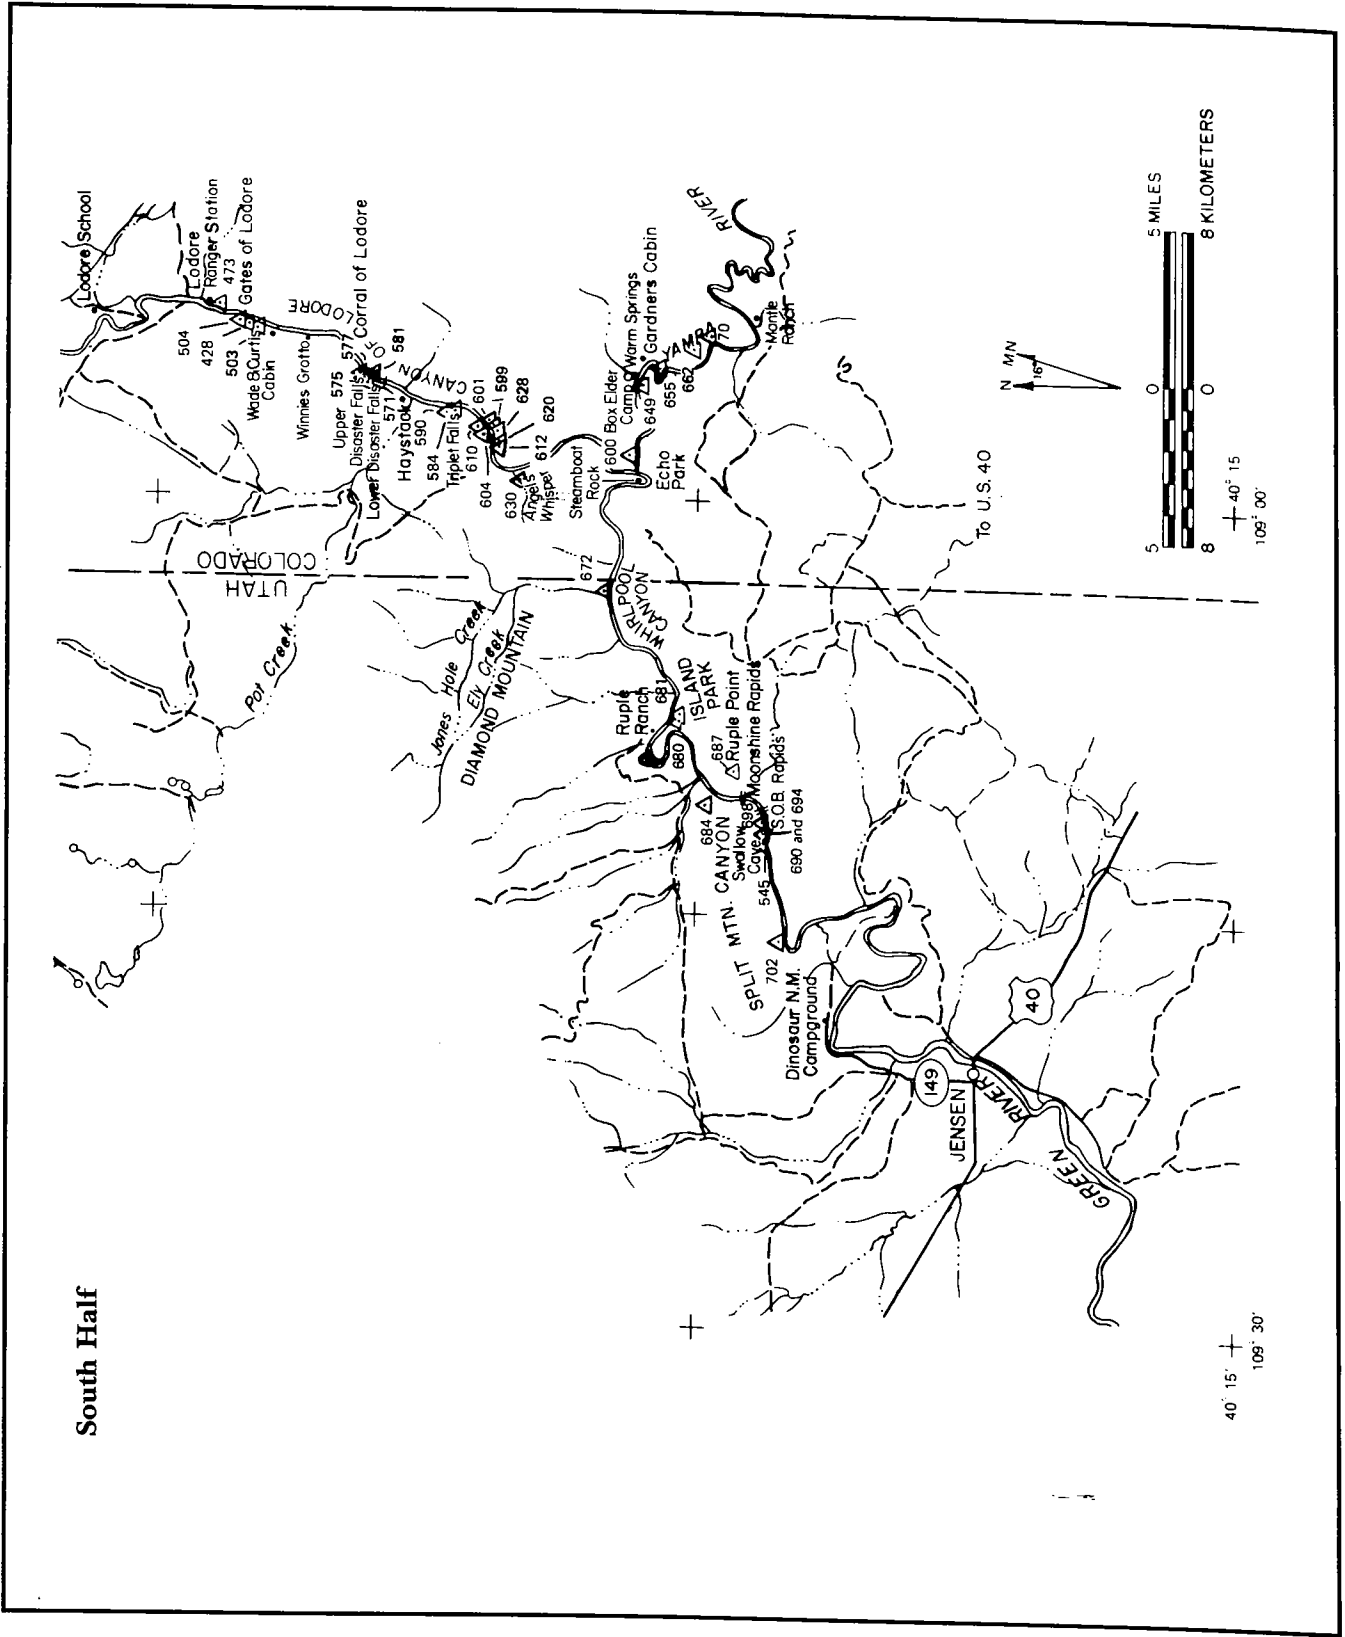 South Half
Lodore School
Lodore
Ranger Station
473
Gates of Lodore
504
428
503
Wade & Curtis
Cabin
Winnies Grotto
CANYON OF LODORE
Corral of Lodore
577
581
Upper 575
Disaster Falls
Lower Disaster Falls
571
Haystack
590
584
Triplet Falls
601
599
610
628
604
620
612
630
Angels
Whisper
Steamboat
Rock
600 Box Elder
Camp
Warm Springs
Gardners Cabin
649
655
662
YAMPA
RIVER
70
Mantle
Ranch
Echo
Park
UTAH
COLORADO
Pot Creek
Jones Hole Creek
Ely Creek
DIAMOND MOUNTAIN
672
WHIRLPOOL
CANYON
Ruple
Ranch
681
ISLAND
PARK
680
687
Ruple Point
684
Moonshine Rapids
698
S.O.B. Rapids
Swallow
Cave
690 and 694
545
SPLIT MTN. CANYON
702
Dinosaur N.M.
Campground
149
JENSEN
40
GREEN
RIVER
To U.S. 40
N
MN
16°
5
0
5 MILES
8
0
8 KILOMETERS
40° 15
109° 00'
40° 15'
109° 30'